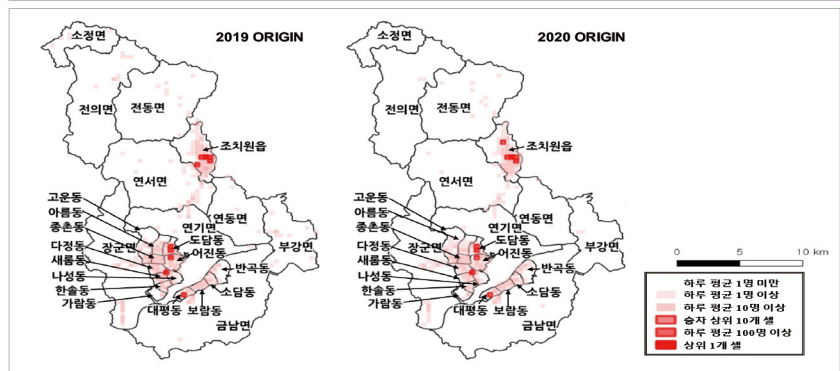 2019 ORIGIN
소정면
전의면
전동면
조치원읍
연서면
고운동
아름동
종촌동
연기면
연동면
도담동
다정동
장군면
어진동
부강면
새롬동
반곡동
나성동
한솔동
소담동
가람동
대평동
보람동
금남면
2020 ORIGIN
소정면
전의면
전동면
조치원읍
연서면
고운동
아름동
종촌동
연기면
연동면
도담동
다정동
장군면
어진동
부강면
새롬동
반곡동
나성동
한솔동
소담동
가람동
대평동
보람동
금남면
0 5 10 km
하루 평균 1명 미만
하루 평균 1명 이상
하루 평균 10명 이상
승차 상위 10개 셀
하루 평균 100명 이상
상위 1개 셀